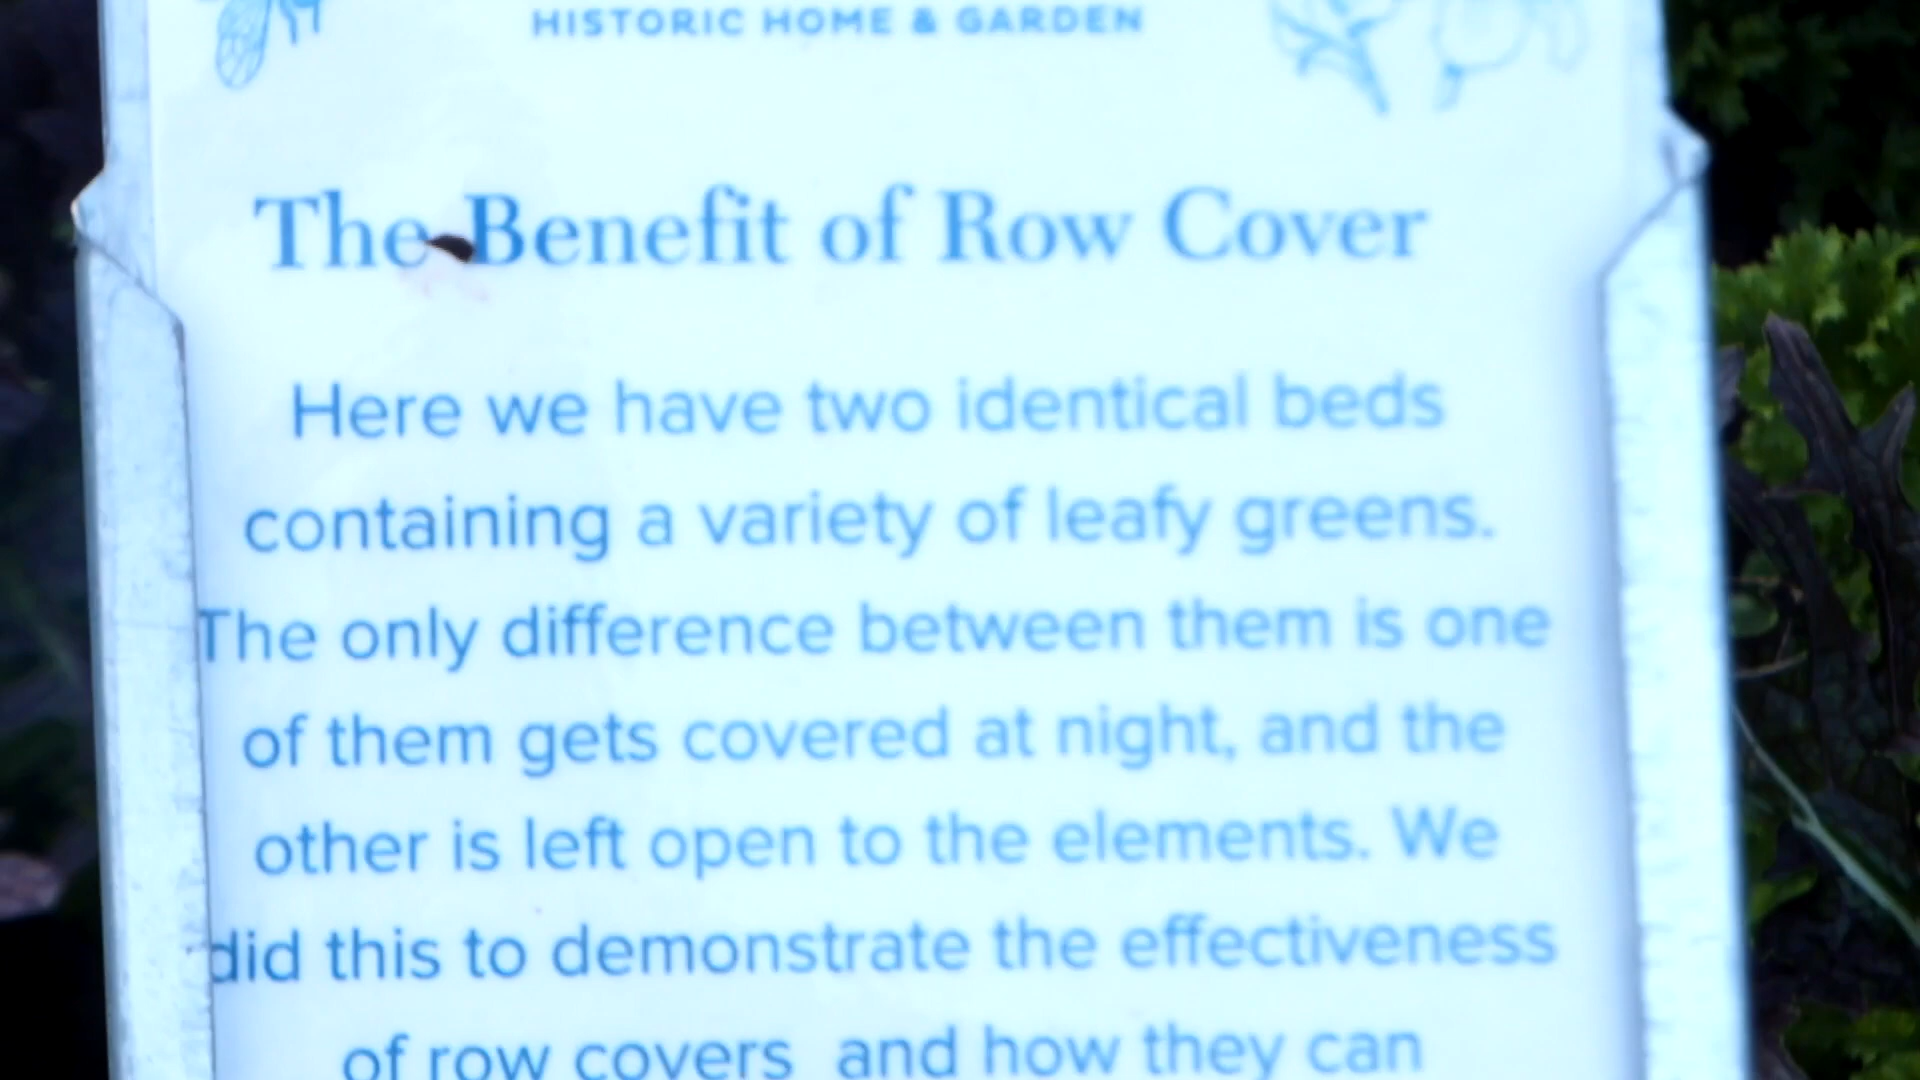 HISTORIC HOME & GARDEN
The Benefit of Row Cover
Here we have two identical beds
containing a variety of leafy greens.
The only difference between them is one
of them gets covered at night, and the
other is left open to the elements. We
did this to demonstrate the effectiveness
of row covers and how they can